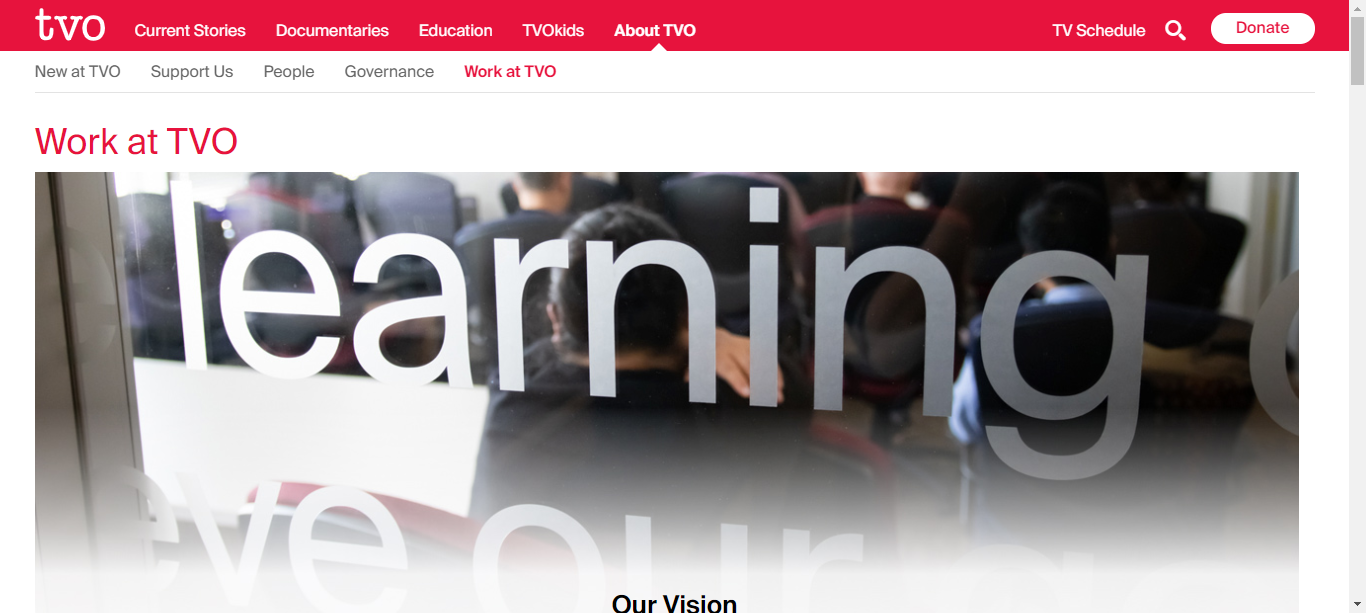 tvo Current Stories Documentaries Education TVOkids About TVO TV Schedule Donate
New at TVO Support Us People Governance Work at TVO
Work at TVO
learning
eve our
Our Vision